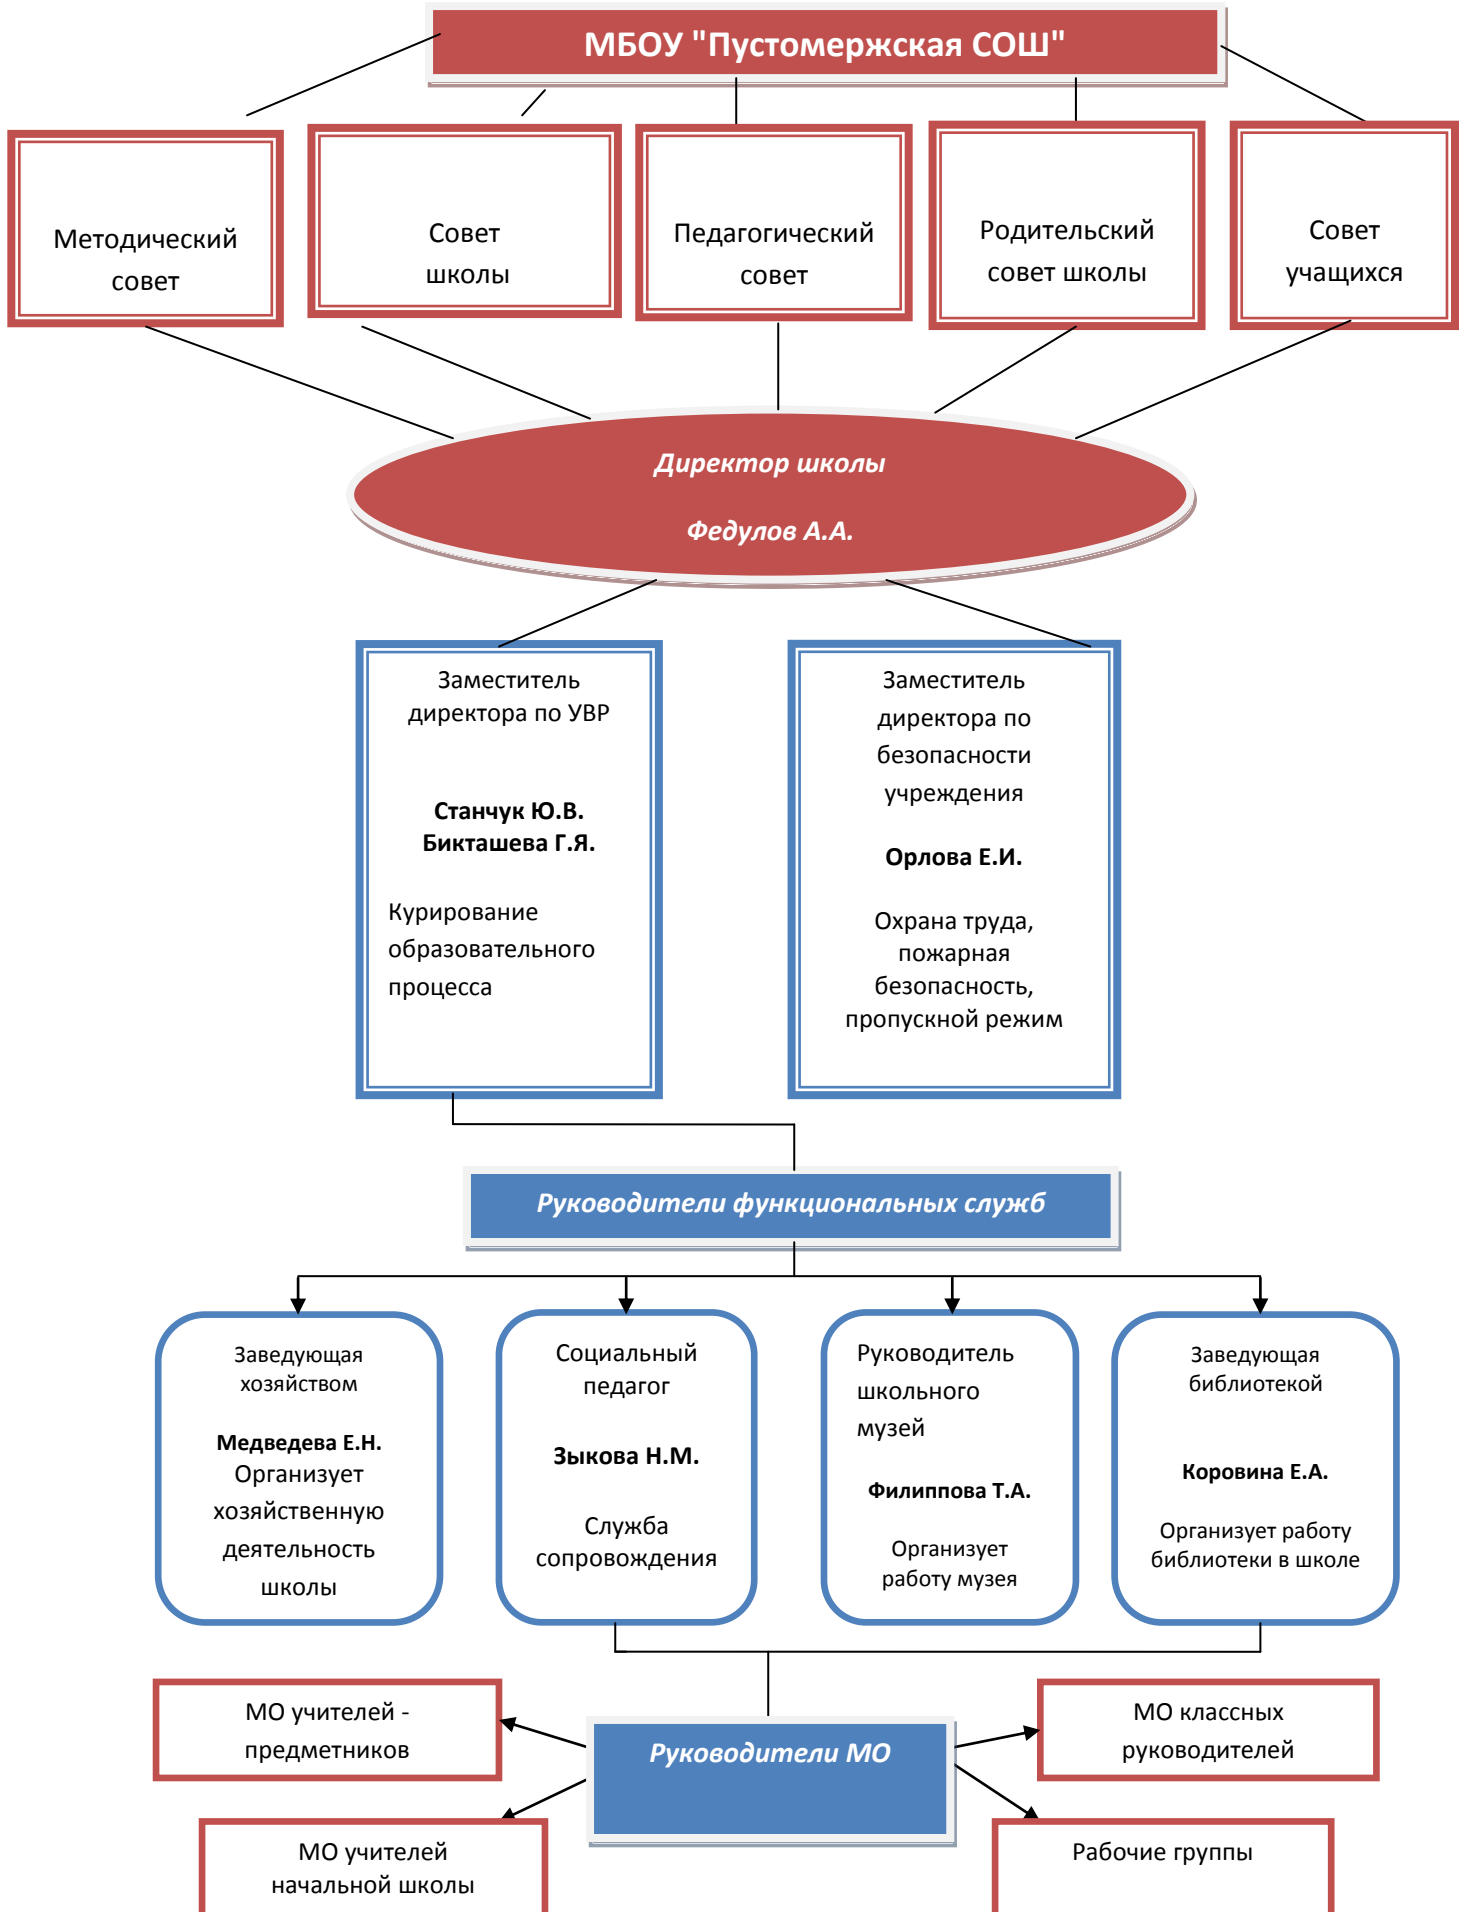 МБОУ "Пустомержская СОШ"
Методический
совет
Совет
школы
Педагогический
совет
Родительский
совет школы
Совет
учащихся
Директор школы
Федулов А.А.
Заместитель
директора по УВР
Станчук Ю.В.
Бикташева Г.Я.
Курирование
образовательного
процесса
Заместитель
директора по
безопасности
учреждения
Орлова Е.И.
Охрана труда,
пожарная
безопасность,
пропускной режим
Руководители функциональных служб
Заведующая
хозяйством
Медведева Е.Н.
Организует
хозяйственную
деятельность
школы
Социальный
педагог
Зыкова Н.М.
Служба
сопровождения
Руководитель
школьного
музей
Филиппова Т.А.
Организует
работу музея
Заведующая
библиотекой
Коровина Е.А.
Организует работу
библиотеки в школе
МО учителей -
предметников
Руководители МО
МО классных
руководителей
МО учителей
начальной школы
Рабочие группы